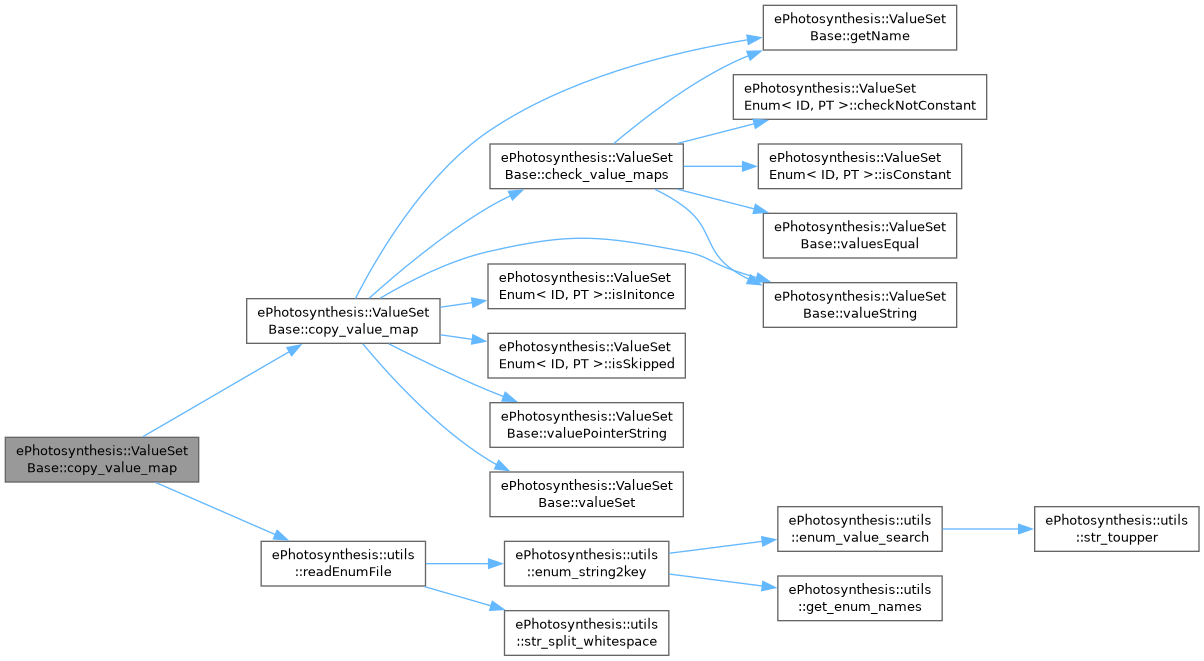 ePhotosynthesis::ValueSet
Base::getName
ePhotosynthesis::ValueSet
Enum< ID, PT >::checkNotConstant
ePhotosynthesis::ValueSet
Base::check_value_maps
ePhotosynthesis::ValueSet
Enum< ID, PT >::isConstant
ePhotosynthesis::ValueSet
Base::valuesEqual
ePhotosynthesis::ValueSet
Enum< ID, PT >::isInitonce
ePhotosynthesis::ValueSet
Base::valueString
ePhotosynthesis::ValueSet
Base::copy_value_map
ePhotosynthesis::ValueSet
Enum< ID, PT >::isSkipped
ePhotosynthesis::ValueSet
Base::valuePointerString
ePhotosynthesis::ValueSet
Base::copy_value_map
ePhotosynthesis::ValueSet
Base::valueSet
ePhotosynthesis::utils
::enum_value_search
ePhotosynthesis::utils
::str_toupper
ePhotosynthesis::utils
::readEnumFile
ePhotosynthesis::utils
::enum_string2key
ePhotosynthesis::utils
::get_enum_names
ePhotosynthesis::utils
::str_split_whitespace